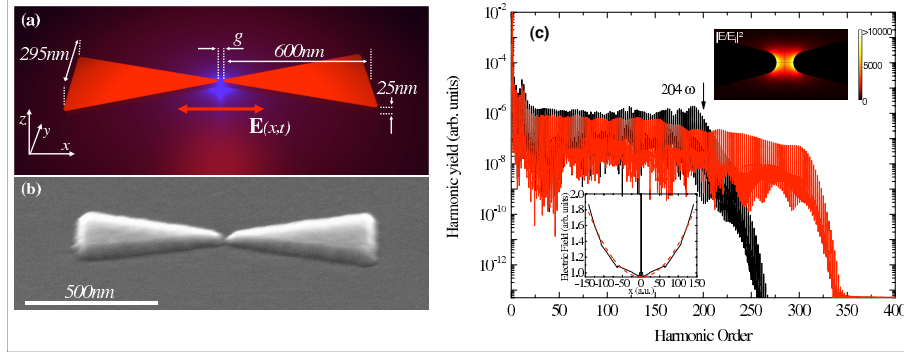 (a)
g
295nm
600nm
25nm
E(x,t)
z
y
x
(b)
500nm
(c)
|E/E₁|²
>10000
5000
0
204 ω
Harmonic yield (arb. units)
10⁻²
10⁻⁴
10⁻⁶
10⁻⁸
10⁻¹⁰
10⁻¹²
Electric Field (arb. units)
2.0
1.8
1.6
1.4
1.2
1.0
−150 −100 −50 0 50 100 150
x (a.u.)
0 50 100 150 200 250 300 350 400
Harmonic Order